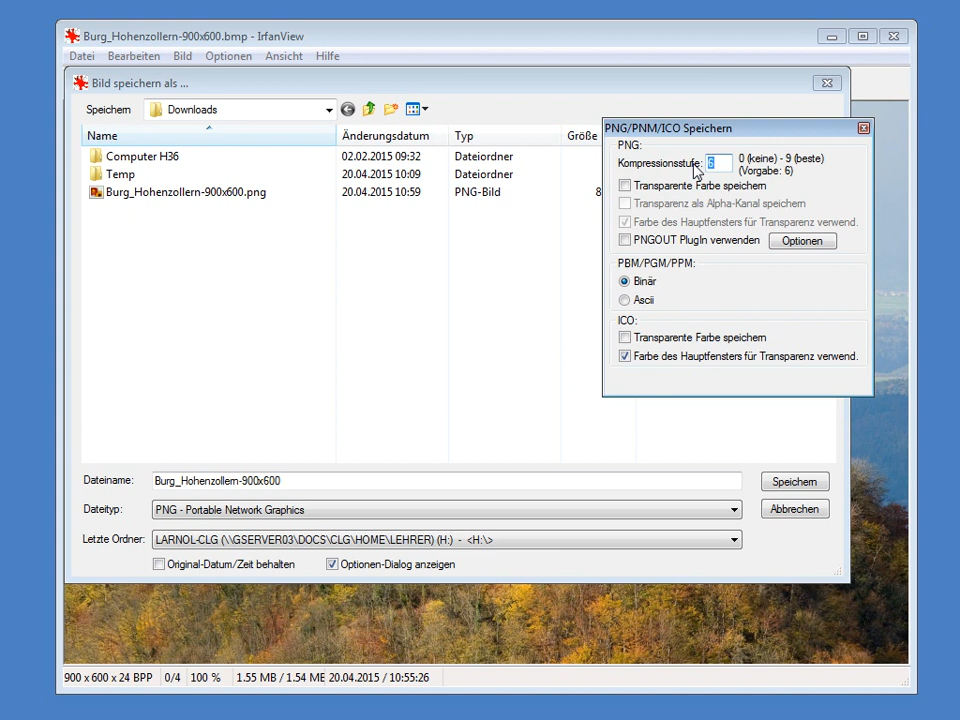 Burg_Hohenzollern-900x600.bmp - IrfanView
Datei Bearbeiten Bild Optionen Ansicht Hilfe
Bild speichern als ...
Speichern Downloads
Name Änderungsdatum Typ Größe
Computer H36 02.02.2015 09:32 Dateiordner
Temp 20.04.2015 10:09 Dateiordner
Burg_Hohenzollern-900x600.png 20.04.2015 10:59 PNG-Bild 8
PNG/PNM/ICO Speichern
PNG:
Kompressionsstufe: 6 0 (keine) - 9 (beste)
(Vorgabe: 6)
Transparente Farbe speichern
Transparenz als Alpha-Kanal speichern
Farbe des Hauptfensters für Transparenz verwend.
PNGOUT PlugIn verwenden Optionen
PBM/PGM/PPM:
Binär
Ascii
ICO:
Transparente Farbe speichern
Farbe des Hauptfensters für Transparenz verwend.
Dateiname: Burg_Hohenzollern-900x600 Speichern
Dateityp: PNG - Portable Network Graphics Abbrechen
Letzte Ordner: LARNOL-CLG (\\GSERVER03\DOCS\CLG\HOME\LEHRER) (H:) - <H:\>
Original-Datum/Zeit behalten Optionen-Dialog anzeigen
900 x 600 x 24 BPP 0/4 100 % 1.55 MB / 1.54 ME 20.04.2015 / 10:55:26